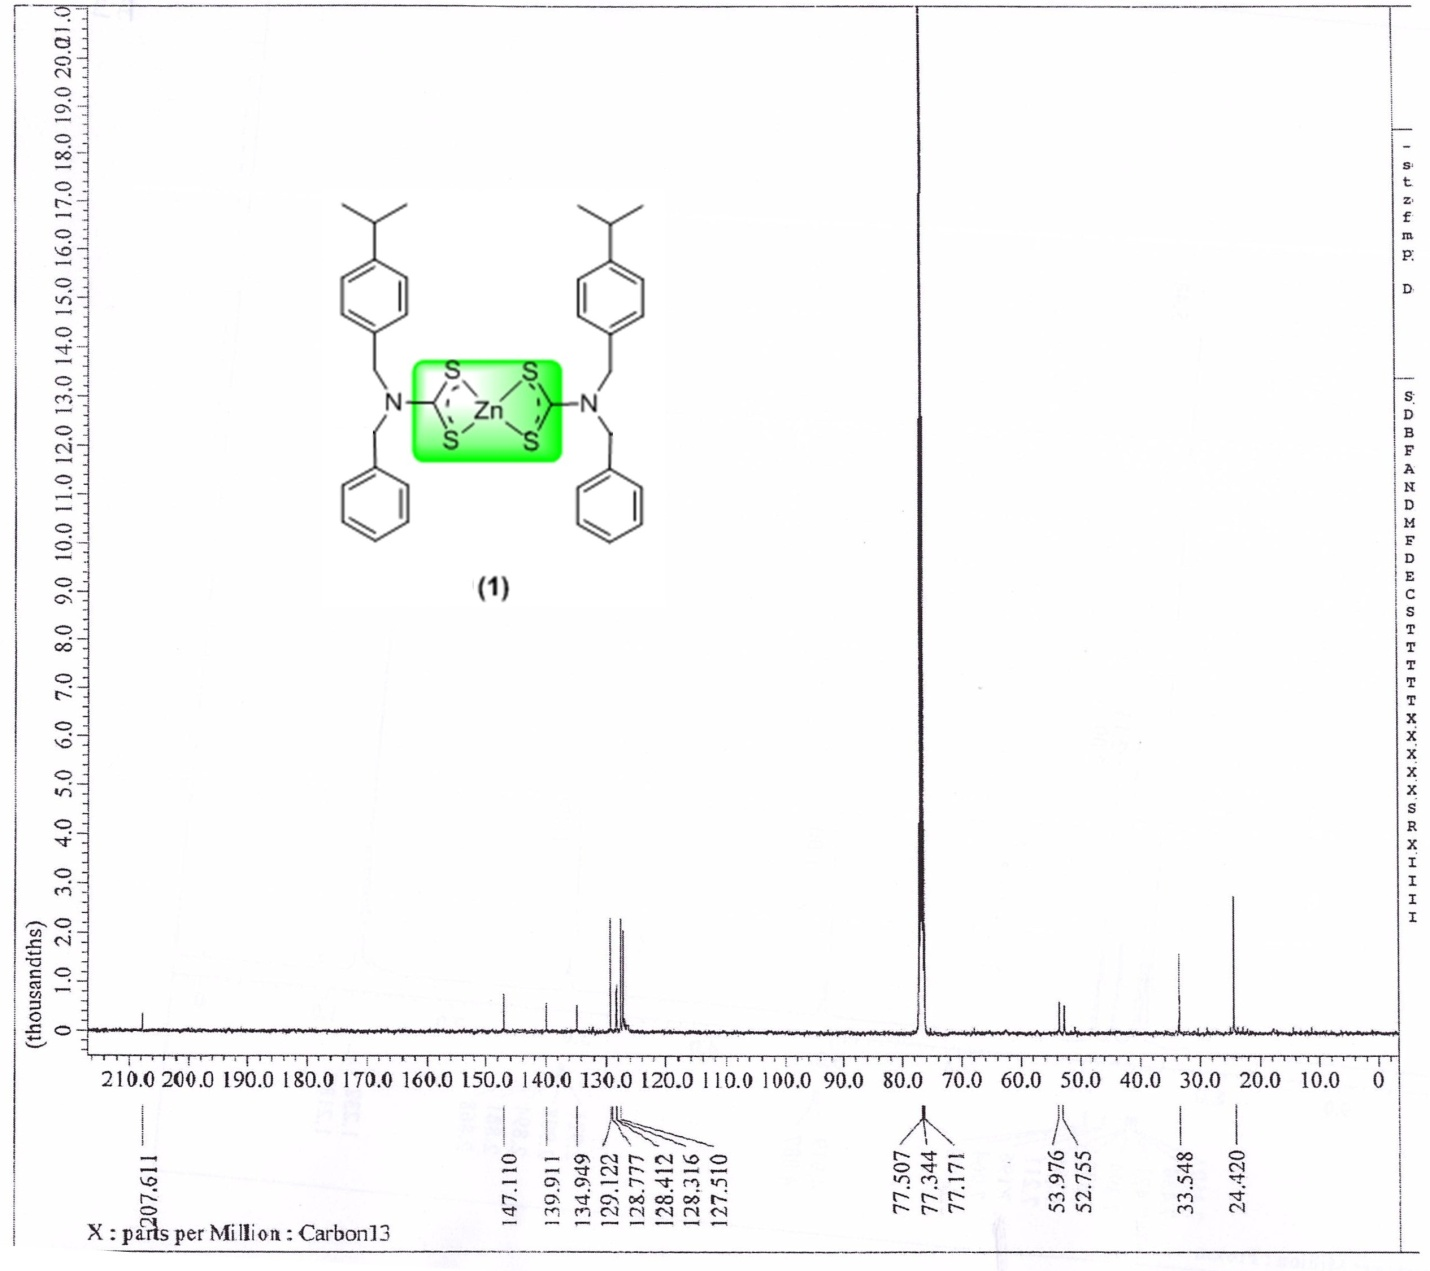 21.0
20.0
19.0
18.0
17.0
16.0
15.0
14.0
13.0
12.0
11.0
10.0
9.0
8.0
7.0
6.0
5.0
4.0
3.0
2.0
1.0
0
(thousandths)
S S
N Zn N
S S
(1)
-
s
t
z
f
m
p
D
S
D
B
F
A
N
D
M
F
D
E
C
S
T
T
T
T
T
X
X
X
X
X
S
R
X
I
I
I
I
210.0 200.0 190.0 180.0 170.0 160.0 150.0 140.0 130.0 120.0 110.0 100.0 90.0 80.0 70.0 60.0 50.0 40.0 30.0 20.0 10.0 0
207.611
147.110
139.911
134.949
129.122
128.777
128.412
128.316
127.510
77.507
77.344
77.171
53.976
52.755
33.548
24.420
X : parts per Million : Carbon13